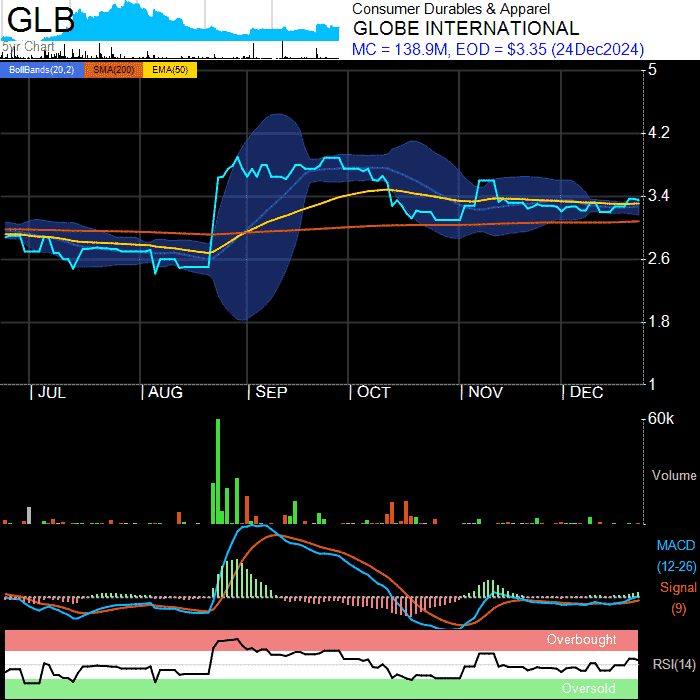 GLB
5yr Chart
Consumer Durables & Apparel
GLOBE INTERNATIONAL
MC = 138.9M, EOD = $3.35 (24Dec2024)
BollBands(20,2) SMA(200) EMA(50)
5
4.2
3.4
2.6
1.8
1
JUL AUG SEP OCT NOV DEC
60k
Volume
MACD
(12-26)
Signal
(9)
Overbought
RSI(14)
Oversold